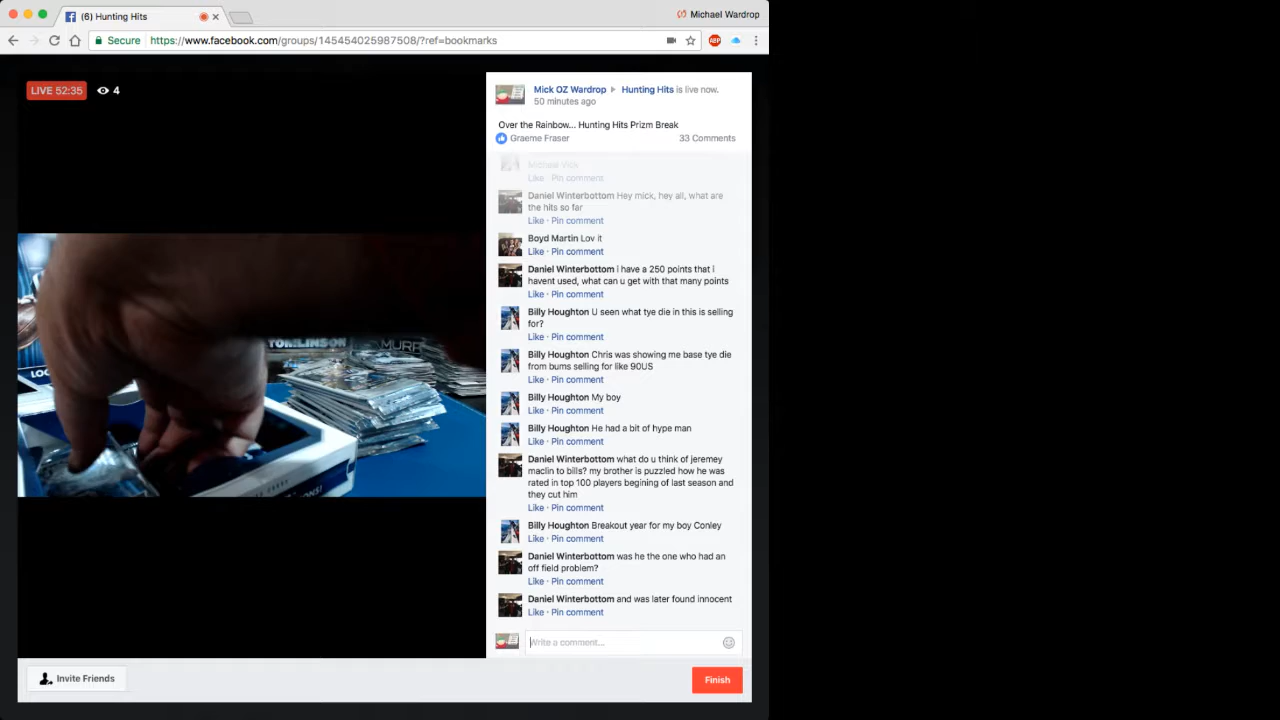 (6) Hunting Hits
Michael Wardrop
Secure https://www.facebook.com/groups/145454025987508/?ref=bookmarks
ABP
LIVE 52:35 4
Mick OZ Wardrop Hunting Hits is live now.
50 minutes ago
Over the Rainbow... Hunting Hits Prizm Break
Graeme Fraser 33 Comments
Michael Vick
Like · Pin comment
Daniel Winterbottom Hey mick, hey all, what are
the hits so far
Like · Pin comment
Boyd Martin Lov it
Like · Pin comment
Daniel Winterbottom i have a 250 points that i
havent used, what can u get with that many points
Like · Pin comment
Billy Houghton U seen what tye die in this is selling
for?
Like · Pin comment
Billy Houghton Chris was showing me base tye die
from bums selling for like 90US
Like · Pin comment
Billy Houghton My boy
Like · Pin comment
Billy Houghton He had a bit of hype man
Like · Pin comment
Daniel Winterbottom what do u think of jeremey
maclin to bills? my brother is puzzled how he was
rated in top 100 players begining of last season and
they cut him
Like · Pin comment
Billy Houghton Breakout year for my boy Conley
Like · Pin comment
Daniel Winterbottom was he the one who had an
off field problem?
Like · Pin comment
Daniel Winterbottom and was later found innocent
Like · Pin comment
Write a comment...
TOMLINSON
MURR
Invite Friends
Finish